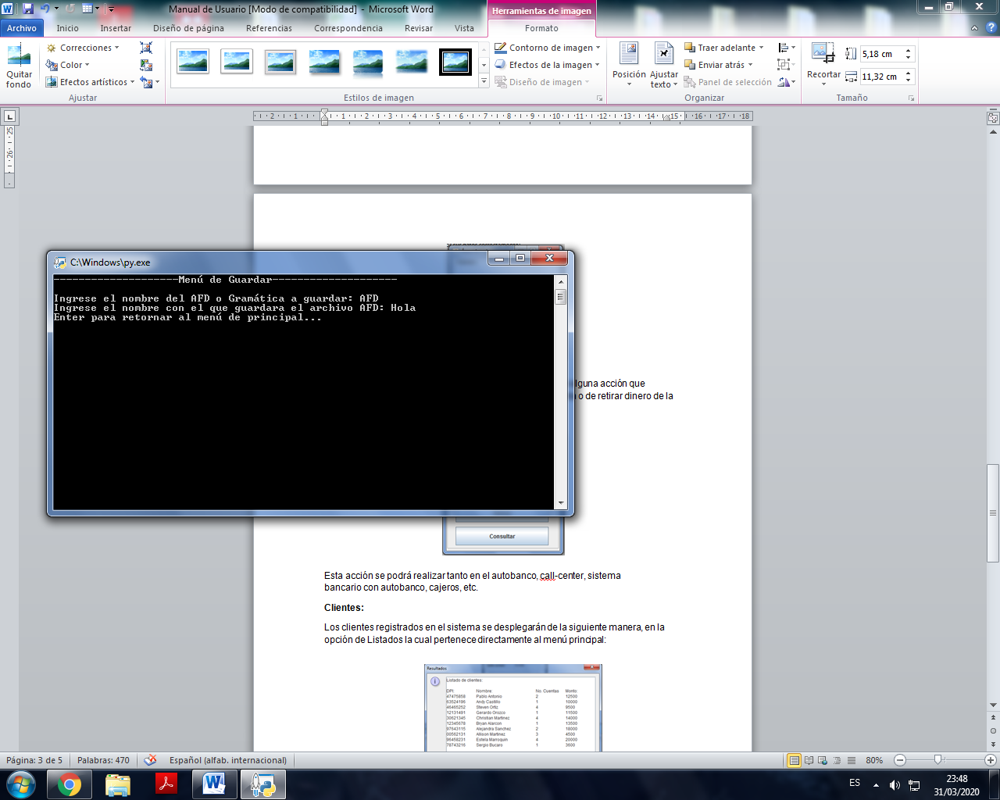 Manual de Usuario [Modo de compatibilidad] - Microsoft Word
Herramientas de imagen
Archivo
Inicio
Insertar
Diseño de página
Referencias
Correspondencia
Revisar
Vista
Formato
Quitar fondo
Correcciones
Color
Efectos artísticos
Ajustar
Estilos de imagen
Contorno de imagen
Efectos de la imagen
Diseño de imagen
Posición
Ajustar texto
Traer adelante
Enviar atrás
Panel de selección
Organizar
Recortar
5,18 cm
11,32 cm
Tamaño
2 1 1 2 3 4 5 6 7 8 9 10 11 12 13 14 15 16 17 18
25
26
C:\Windows\py.exe
--------------------Menú de Guardar--------------------
Ingrese el nombre del AFD o Gramática a guardar: AFD
Ingrese el nombre con el que guardara el archivo AFD: Hola
Enter para retornar al menú de principal...
lguna acción que
o de retirar dinero de la
Consultar
Esta acción se podrá realizar tanto en el autobanco, call-center, sistema
bancario con autobanco, cajeros, etc.
Clientes:
Los clientes registrados en el sistema se desplegarán de la siguiente manera, en la
opción de Listados la cual pertenece directamente al menú principal:
Resultados
Listado de clientes:
DPI: Nombre: No. Cuentas Monto:
47475858 Pablo Antonio 2 12500
63524196 Andy Castillo 1 10000
46465252 Steven Ortiz 4 9500
12131491 Gerardo Orozco 1 11500
30621345 Christian Martinez 4 14000
12345678 Bryan Alarcon 1 13500
97643115 Alejandra Sanchez 2 18000
00562131 Allison Martinez 3 4500
96458231 Estela Marroquin 4 20000
78743216 Sergio Bucaro 1 3600
Página: 3 de 5
Palabras: 470
Español (alfab. internacional)
80%
ES
23:48
31/03/2020